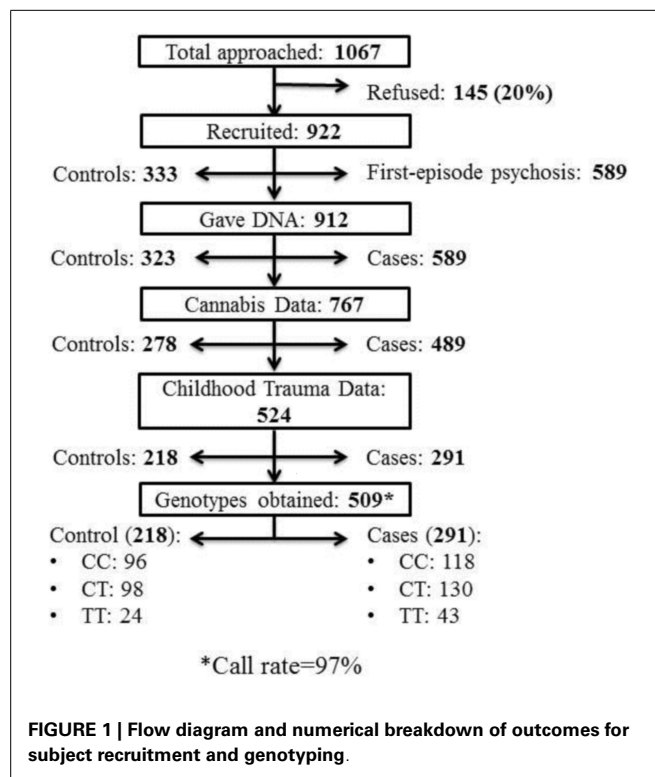 Total approached: 1067
Refused: 145 (20%)
Recruited: 922
Controls: 333
First-episode psychosis: 589
Gave DNA: 912
Controls: 323
Cases: 589
Cannabis Data: 767
Controls: 278
Cases: 489
Childhood Trauma Data:
524
Controls: 218
Cases: 291
Genotypes obtained: 509*
Control (218):
• CC: 96
• CT: 98
• TT: 24
Cases (291):
• CC: 118
• CT: 130
• TT: 43
*Call rate=97%
FIGURE 1 | Flow diagram and numerical breakdown of outcomes for
subject recruitment and genotyping.